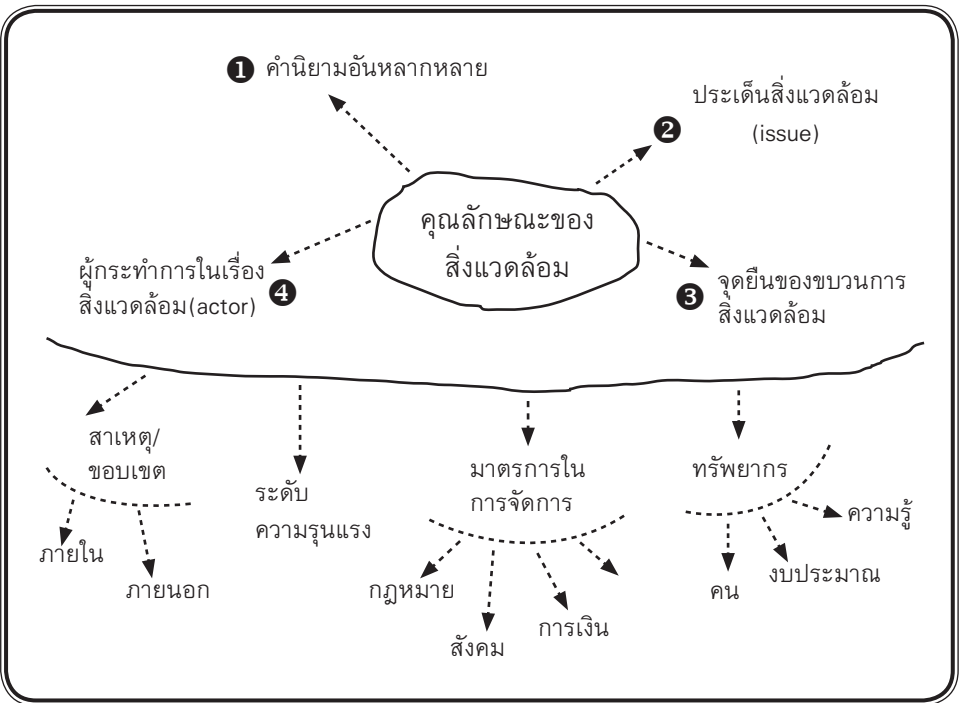 ❶ คำนิยามอันหลากหลาย
ประเด็นสิ่งแวดล้อม
❷ (issue)
คุณลักษณะของ
สิ่งแวดล้อม
ผู้กระทำการในเรื่อง
สิ่งแวดล้อม(actor) ❹
❸ จุดยืนของขบวนการ
สิ่งแวดล้อม
สาเหตุ/
ขอบเขต
ภายใน
ภายนอก
ระดับ
ความรุนแรง
มาตรการใน
การจัดการ
กฎหมาย
สังคม
การเงิน
ทรัพยากร
คน
งบประมาณ
ความรู้